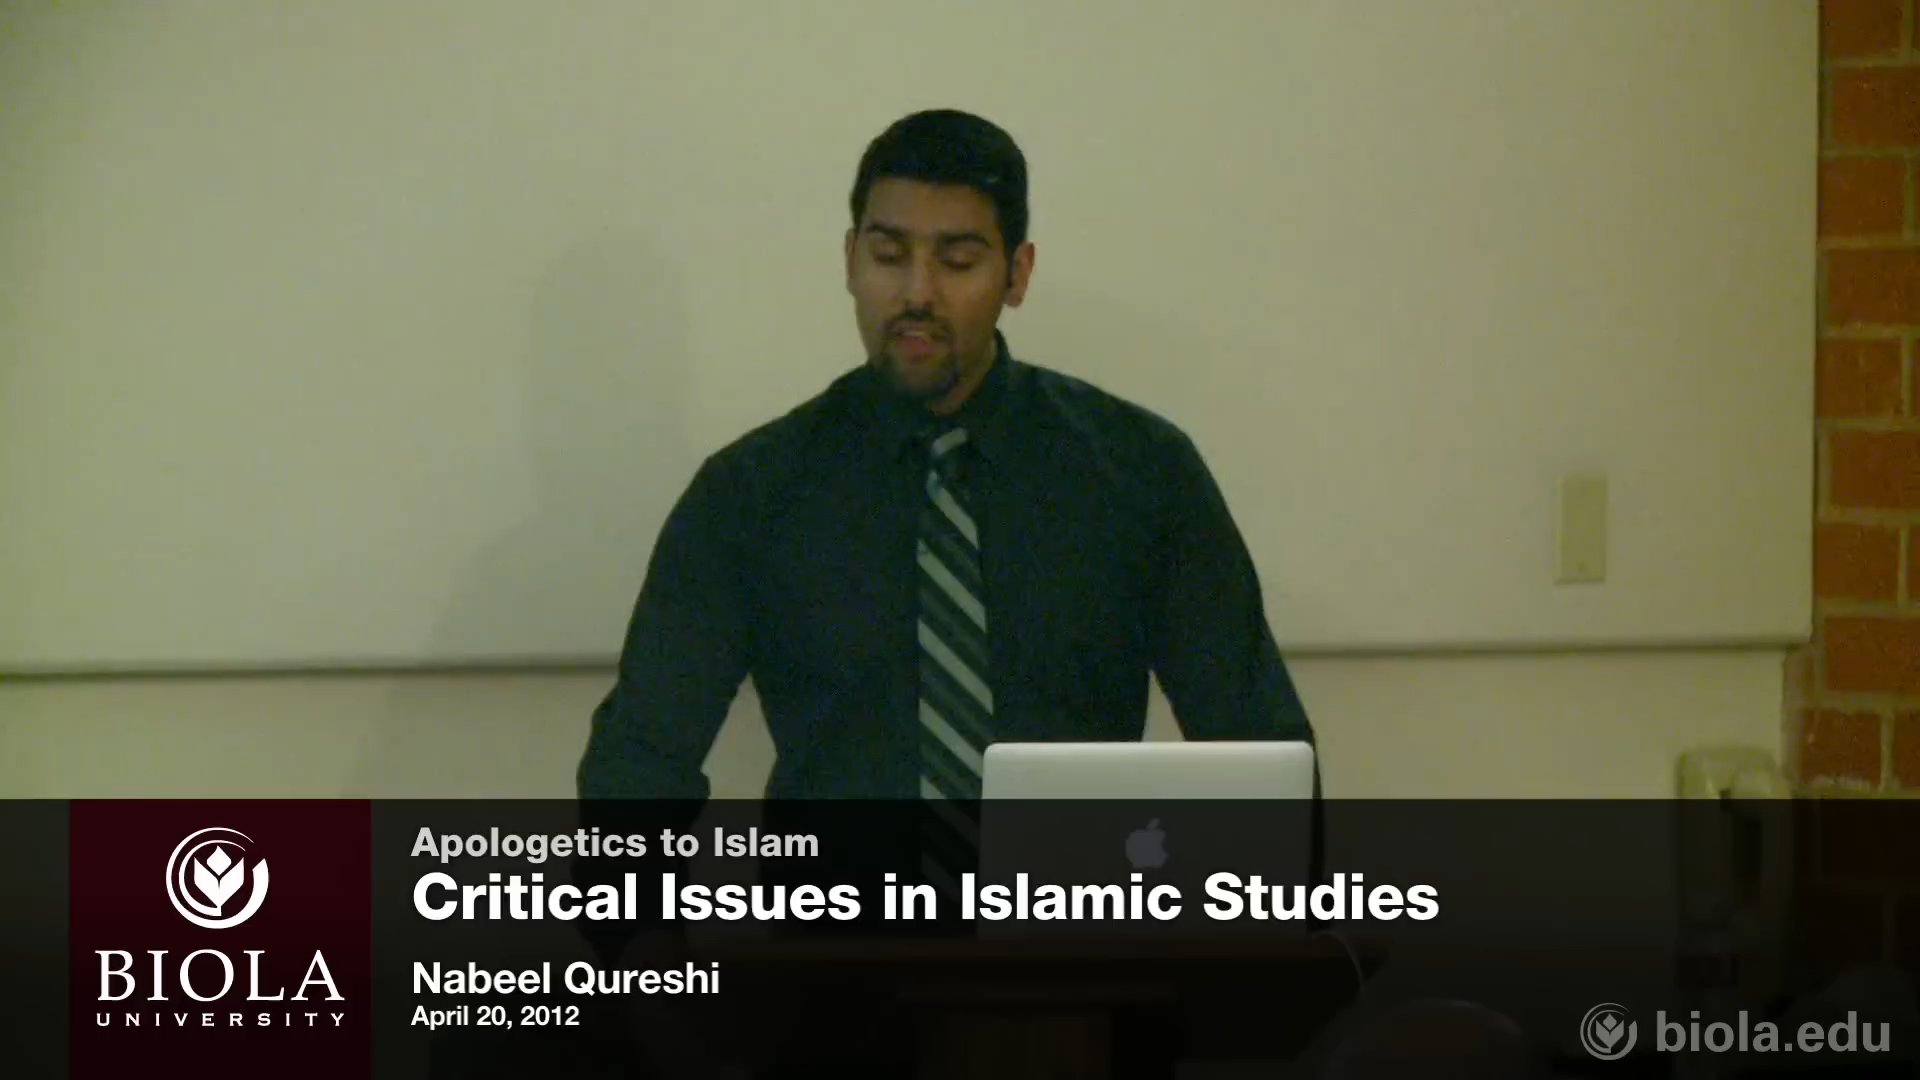 Apologetics to Islam
Critical Issues in Islamic Studies
Nabeel Qureshi
April 20, 2012
BIOLA
UNIVERSITY
biola.edu